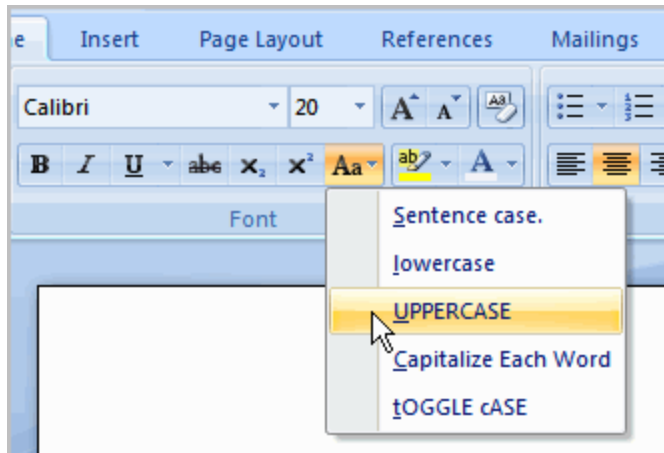 e Insert Page Layout References Mailings
Calibri 20 A A Aa
B I U abc X₂ X² Aa ab A
Font
Sentence case.
lowercase
UPPERCASE
Capitalize Each Word
tOGGLE cASE